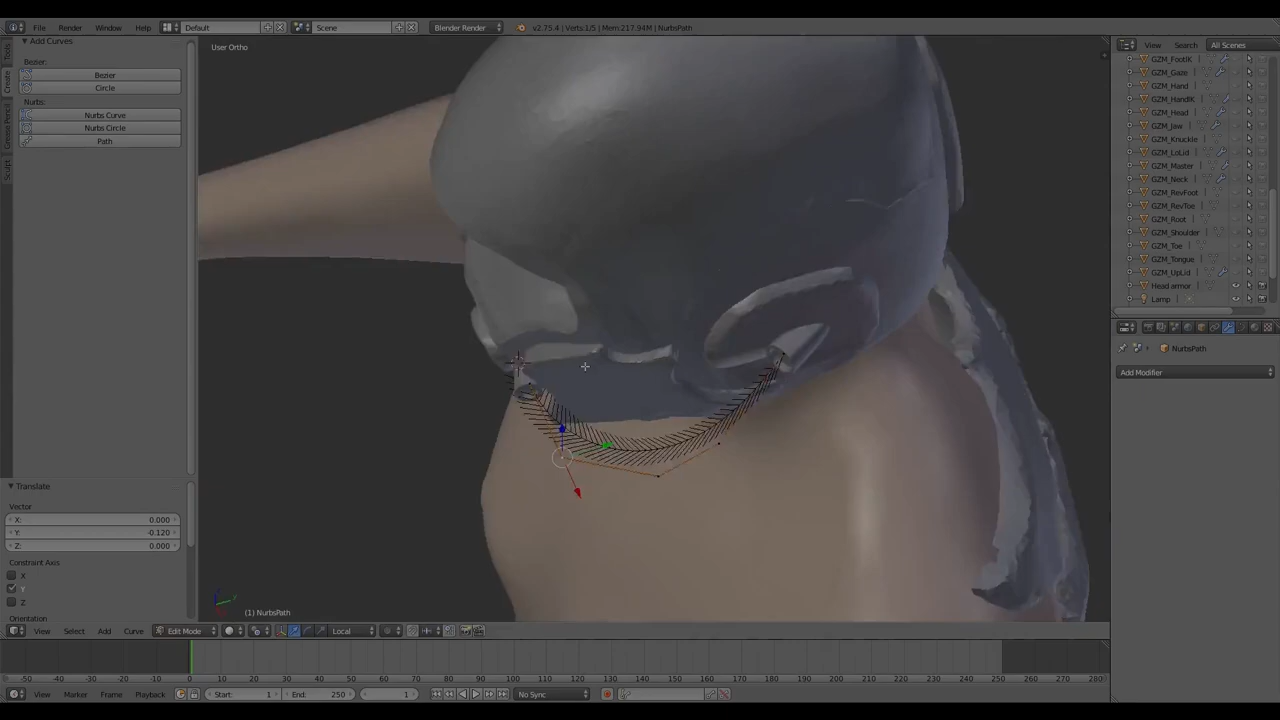 File Render Window Help Default Scene Blender Render v2.75.4 | Verts:1/5 | Mem:217.94M | NurbsPath
Tools
Create
Grease Pencil
Sculpt
Add Curves
Bezier:
Bezier
Circle
Nurbs:
Nurbs Curve
Nurbs Circle
Path
Translate
Vector
X: 0.000
Y: -0.120
Z: 0.000
Constraint Axis
X
Y
Z
Orientation
User Ortho
(1) NurbsPath
View Search All Scenes
GZM_FootIK
GZM_Gaze
GZM_Hand
GZM_HandIK
GZM_Head
GZM_Jaw
GZM_Knuckle
GZM_LoLid
GZM_Master
GZM_Neck
GZM_RevFoot
GZM_RevToe
GZM_Root
GZM_Shoulder
GZM_Toe
GZM_Tongue
GZM_UpLid
Head armor
Lamp
NurbsPath
Add Modifier
View Select Add Curve Edit Mode Local
-50 -40 -30 -20 -10 0 10 20 30 40 50 60 70 80 90 100 110 120 130 140 150 160 170 180 190 200 210 220 230 240 250 260 270 280
View Marker Frame Playback Start: 1 End: 250 1 No Sync